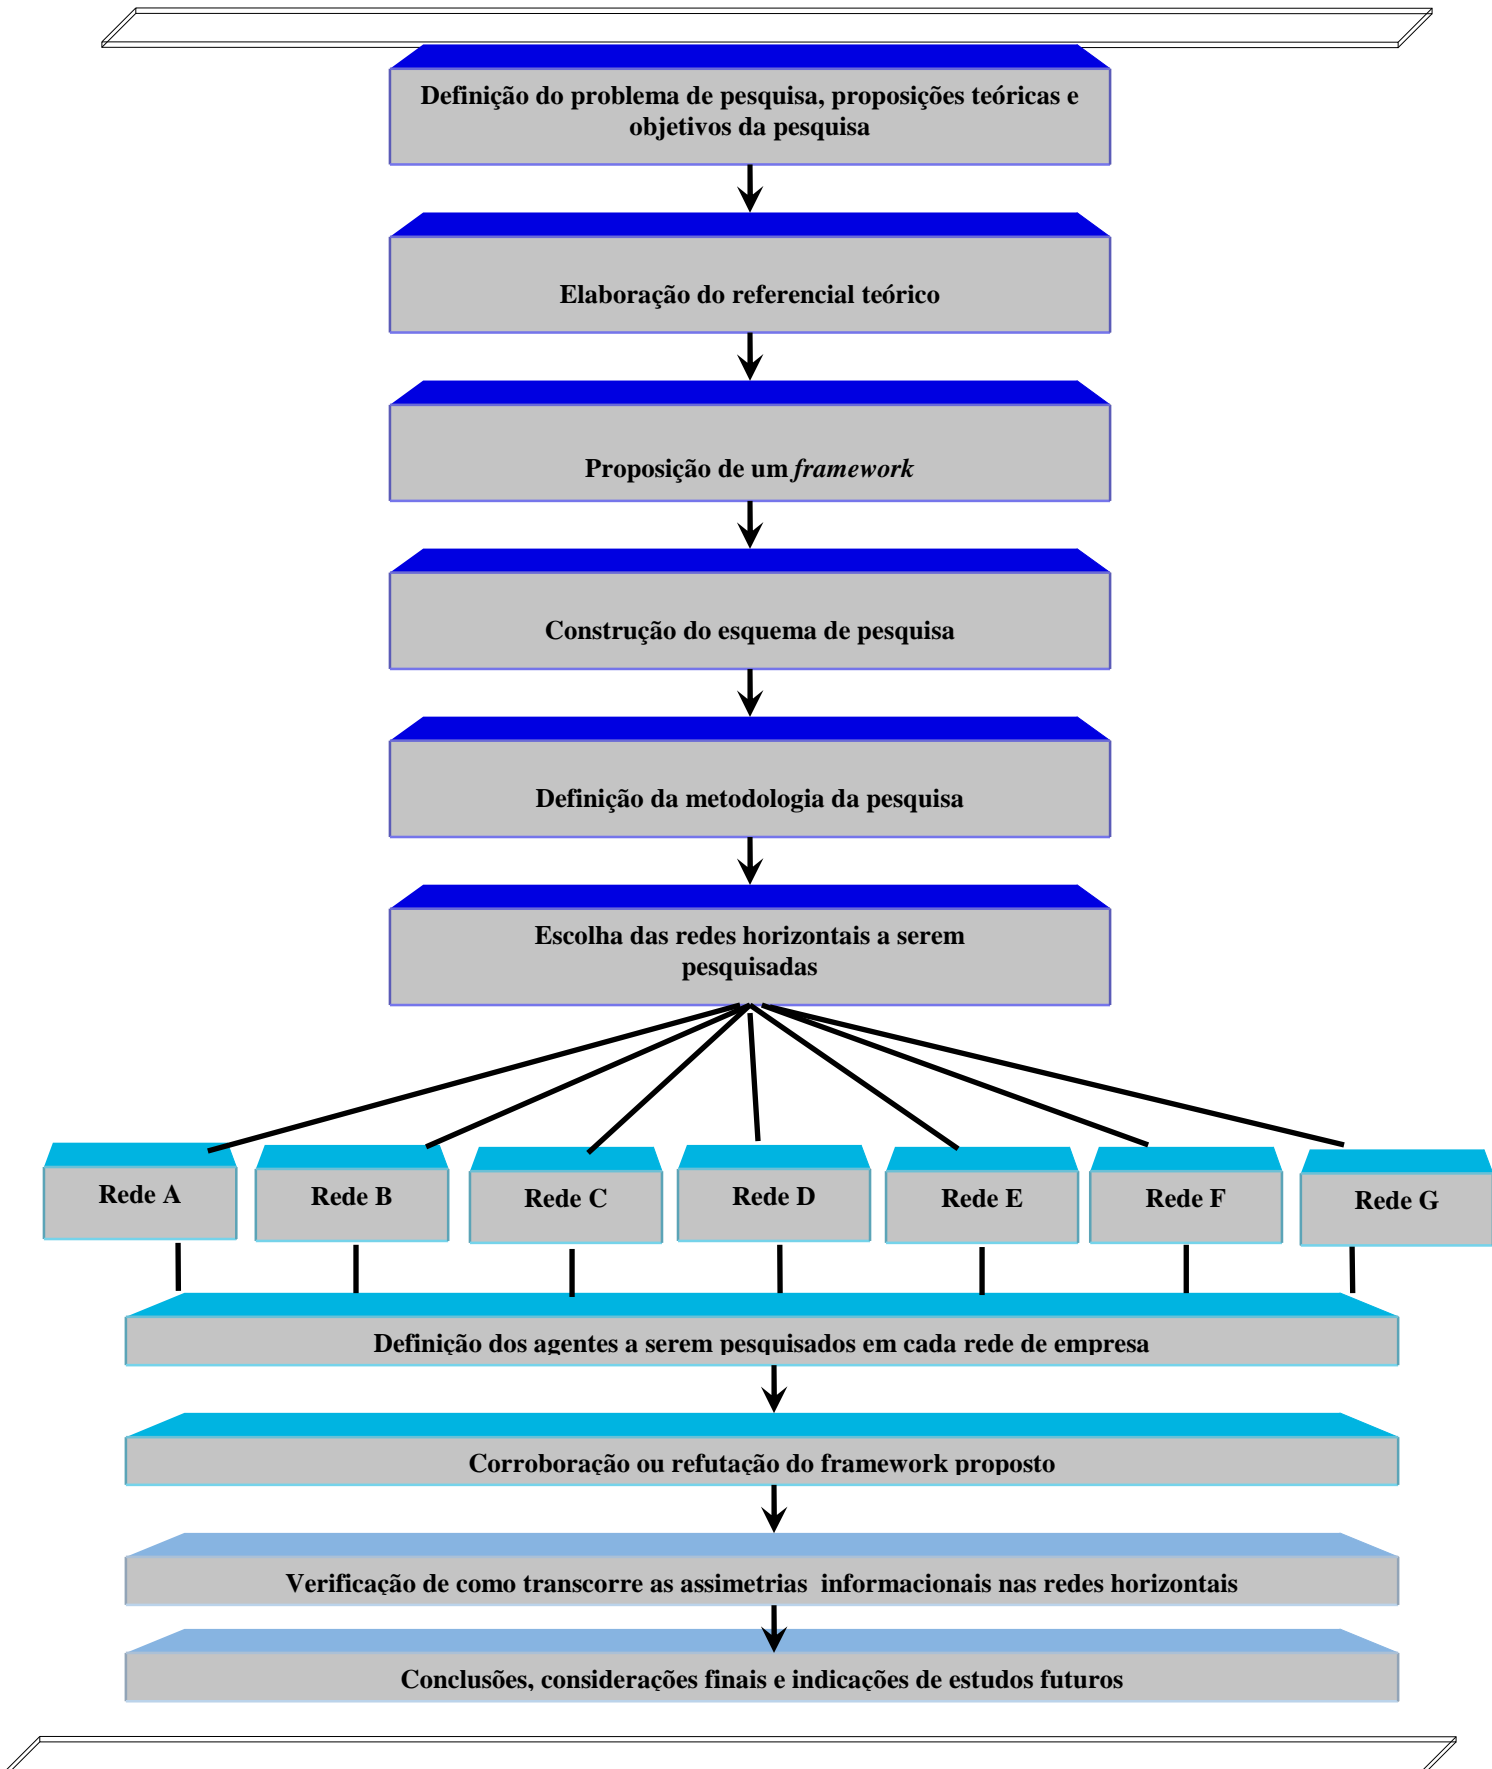 Definição do problema de pesquisa, proposições teóricas e
objetivos da pesquisa
Elaboração do referencial teórico
Proposição de um framework
Construção do esquema de pesquisa
Definição da metodologia da pesquisa
Escolha das redes horizontais a serem
pesquisadas
Rede A
Rede B
Rede C
Rede D
Rede E
Rede F
Rede G
Definição dos agentes a serem pesquisados em cada rede de empresa
Corroboração ou refutação do framework proposto
Verificação de como transcorre as assimetrias informacionais nas redes horizontais
Conclusões, considerações finais e indicações de estudos futuros